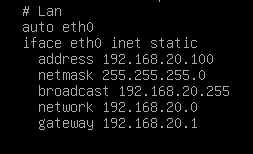 # Lan
auto eth0
iface eth0 inet static
address 192.168.20.100
netmask 255.255.255.0
broadcast 192.168.20.255
network 192.168.20.0
gateway 192.168.20.1